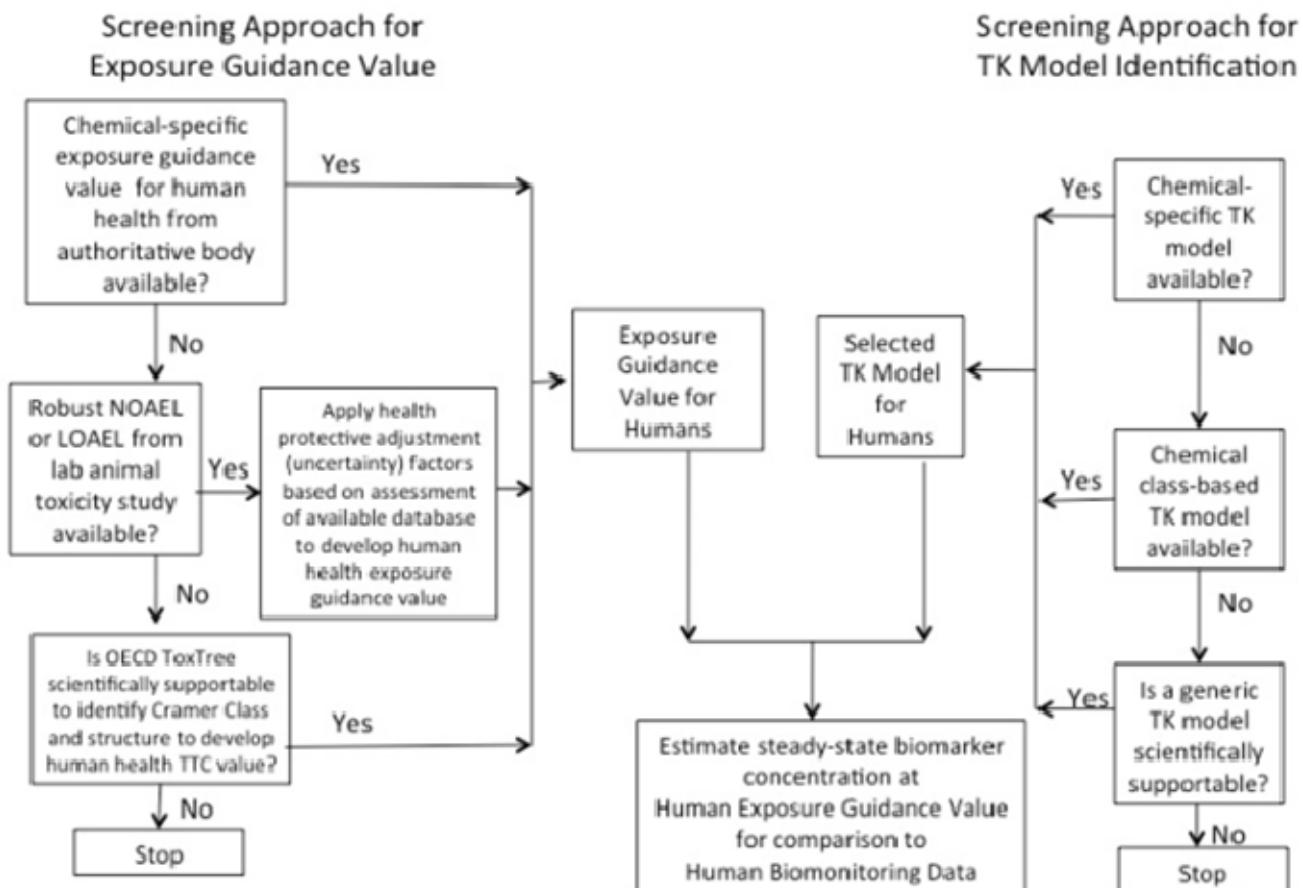 Screening Approach for
Exposure Guidance Value
Chemical-specific
exposure guidance
value for human
health from
authoritative body
available?
Yes
No
Robust NOAEL
or LOAEL from
lab animal
toxicity study
available?
Yes
Apply health
protective adjustment
(uncertainty) factors
based on assessment
of available database
to develop human
health exposure
guidance value
No
Is OECD ToxTree
scientifically supportable
to identify Cramer Class
and structure to develop
human health TTC value?
Yes
No
Stop
Exposure
Guidance
Value for
Humans
Screening Approach for
TK Model Identification
Chemical-
specific TK
model
available?
Yes
No
Selected
TK Model
for
Humans
Chemical
class-based
TK model
available?
Yes
No
Is a generic
TK model
scientifically
supportable?
Yes
No
Stop
Estimate steady-state biomarker
concentration at
Human Exposure Guidance Value
for comparison to
Human Biomonitoring Data